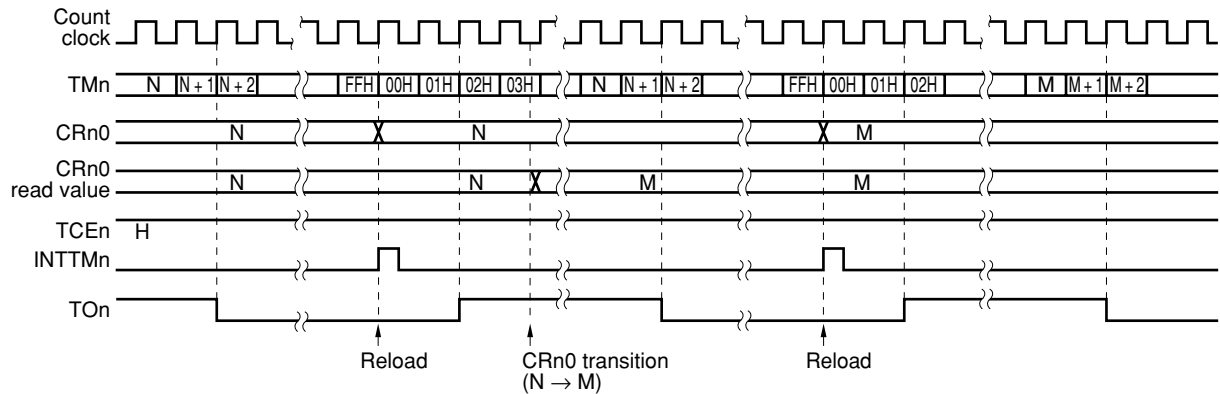 Count
clock
TMn N N + 1 N + 2 FFH 00H 01H 02H 03H N N + 1 N + 2 FFH 00H 01H 02H M M + 1 M + 2
CRn0 N N M
CRn0
read value N N M M
TCEn
H
INTTMn
TOn
Reload CRn0 transition Reload
(N → M)